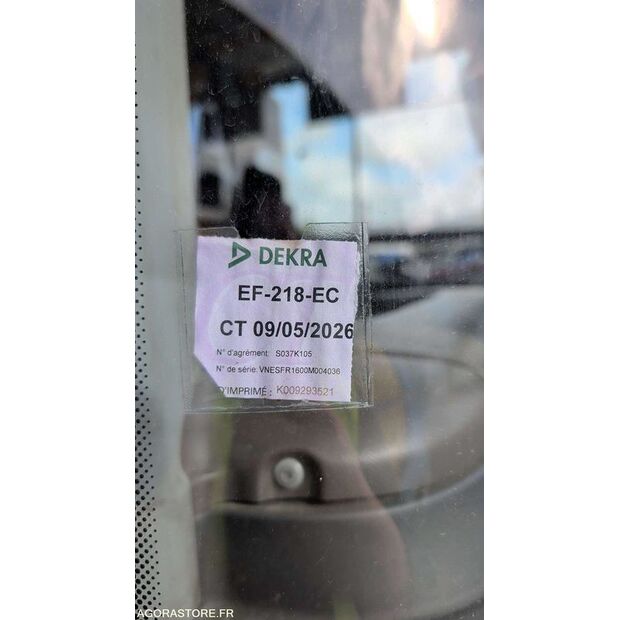 DEKRA
EF-218-EC
CT 09/05/2026
N° d'agrément: S037K105
N° de série: VNESFR1600M004036
D'IMPRIMÉ : K009293521
AGORASTORE.FR